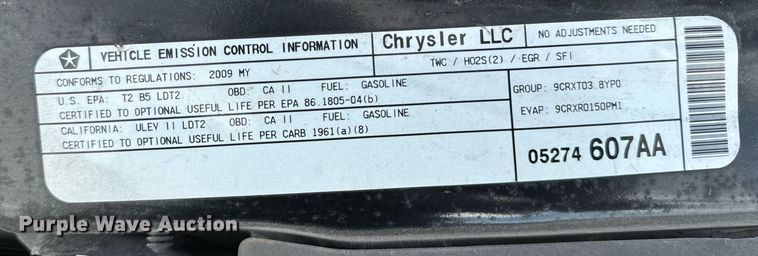 VEHICLE EMISSION CONTROL INFORMATION
Chrysler LLC
NO ADJUSTMENTS NEEDED
CONFORMS TO REGULATIONS: 2009 MY
TWC / HO2S(2) / EGR / SFI
U.S. EPA: T2 B5 LDT2 OBD: CA II FUEL: GASOLINE
CERTIFIED TO OPTIONAL USEFUL LIFE PER EPA 86.1805-04(b)
CALIFORNIA: ULEV II LDT2 OBD: CA II FUEL: GASOLINE
CERTIFIED TO OPTIONAL USEFUL LIFE PER CARB 1961(a)(8)
GROUP: 9CRXT03.8YP0
EVAP: 9CRXR0150PM1
05274 607AA
Purple Wave Auction